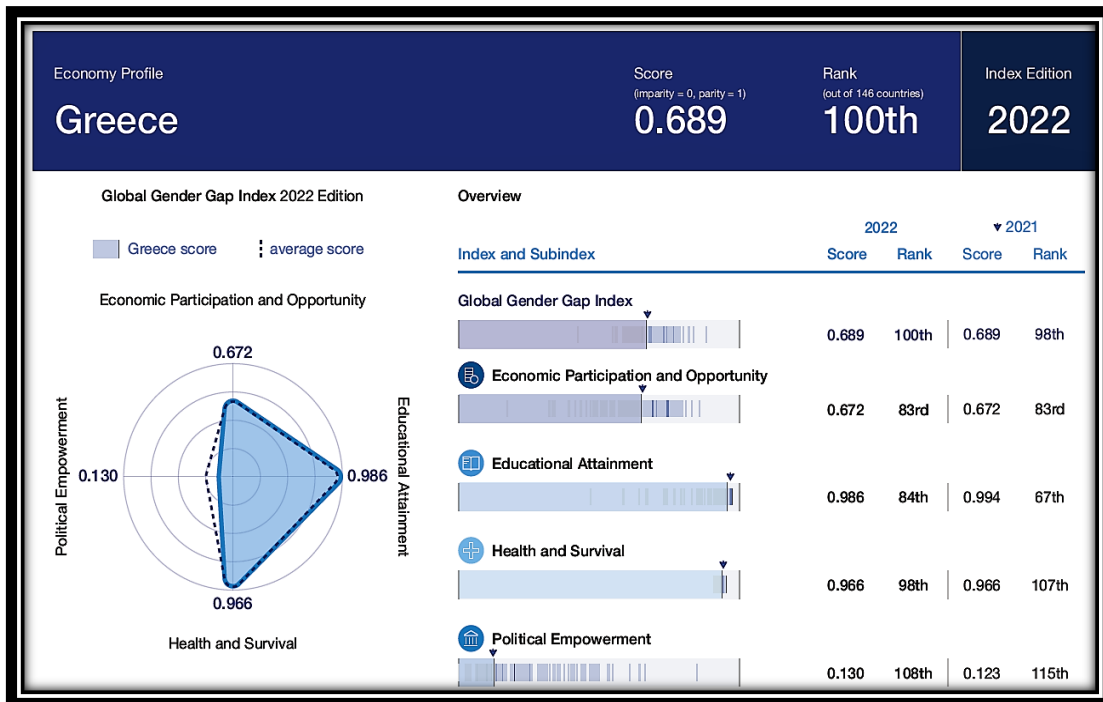 Economy Profile
Greece
Score
(imparity = 0, parity = 1)
0.689
Rank
(out of 146 countries)
100th
Index Edition
2022
Global Gender Gap Index 2022 Edition
Greece score
average score
Economic Participation and Opportunity
0.672
Political Empowerment
0.130
0.986
Educational Attainment
0.966
Health and Survival
Overview
2022 2021
Index and Subindex Score Rank Score Rank
Global Gender Gap Index
0.689 100th 0.689 98th
Economic Participation and Opportunity
0.672 83rd 0.672 83rd
Educational Attainment
0.986 84th 0.994 67th
Health and Survival
0.966 98th 0.966 107th
Political Empowerment
0.130 108th 0.123 115th